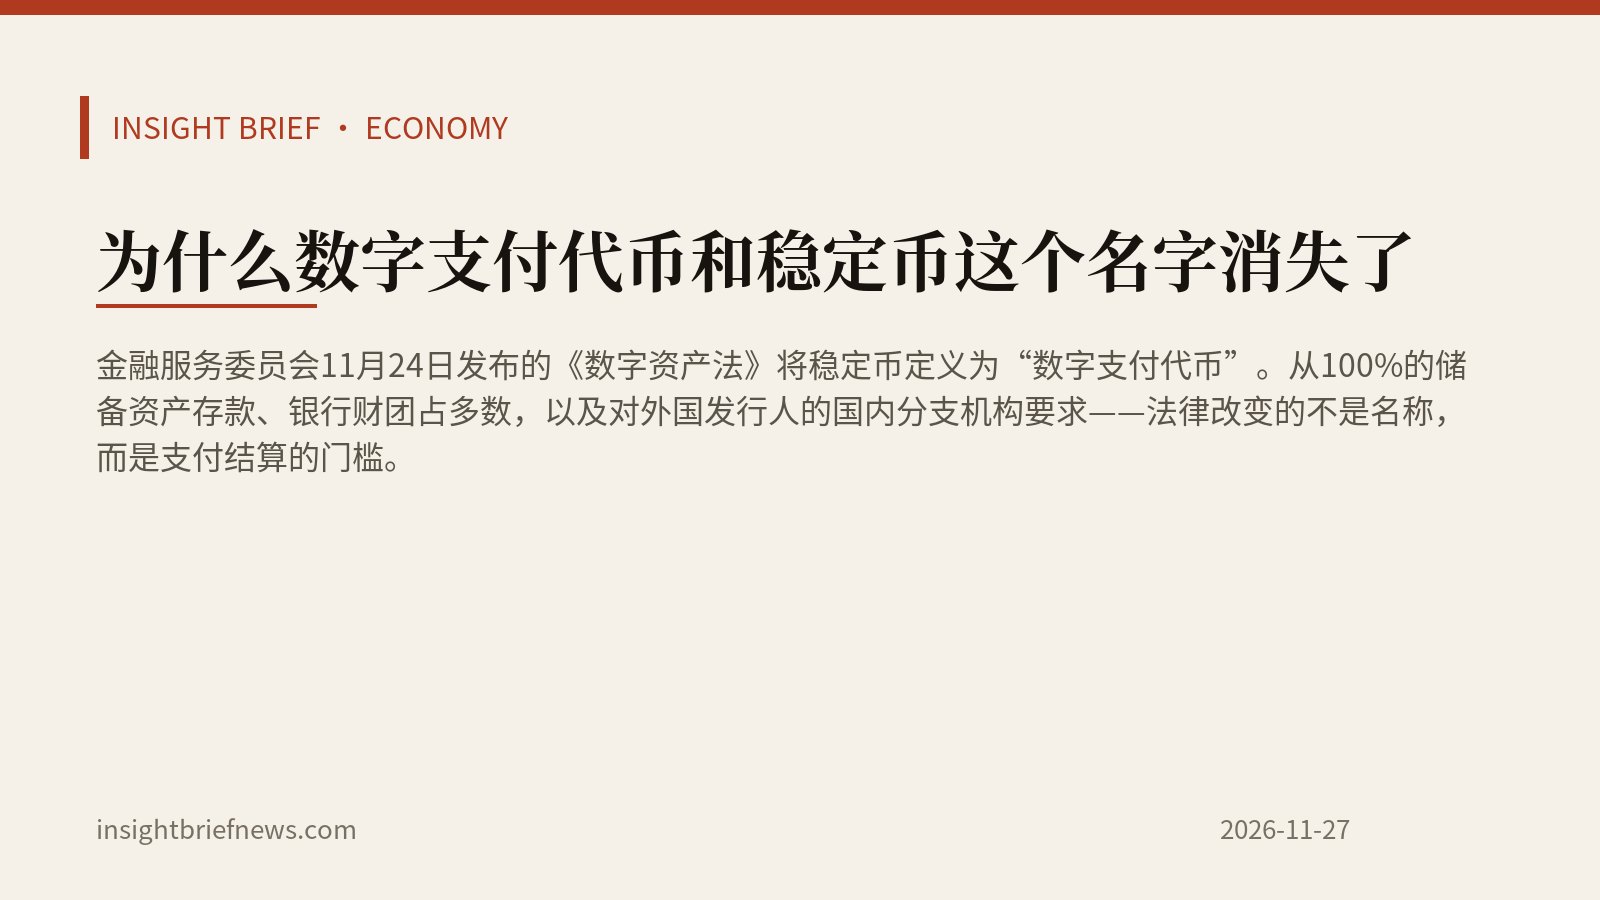 INSIGHT BRIEF · ECONOMY
为什么数字支付代币和稳定币这个名字消失了
金融服务委员会11月24日发布的《数字资产法》将稳定币定义为“数字支付代币”。从100%的储
备资产存款、银行财团占多数，以及对外国发行人的国内分支机构要求——法律改变的不是名称，
而是支付结算的门槛。
insightbriefnews.com
2026-11-27